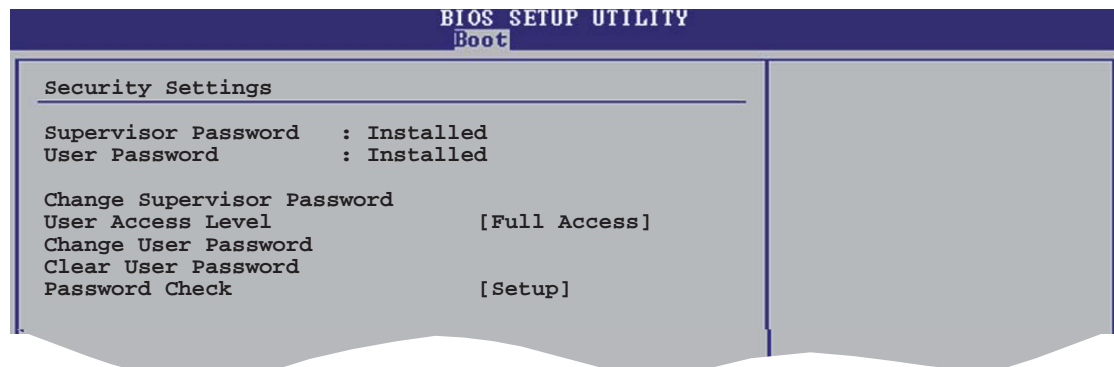 BIOS SETUP UTILITY
Boot
Security Settings
Supervisor Password : Installed
User Password : Installed
Change Supervisor Password
User Access Level [Full Access]
Change User Password
Clear User Password
Password Check [Setup]